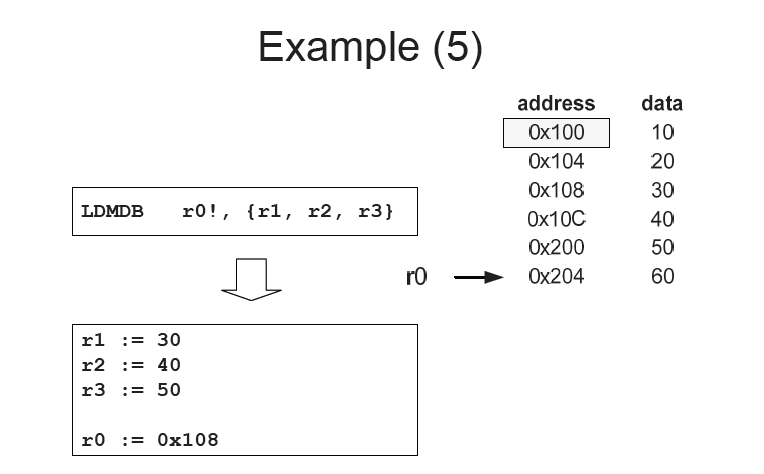 Example (5)
address data
0x100 10
0x104 20
0x108 30
0x10C 40
0x200 50
0x204 60
LDMDB r0!, {r1, r2, r3}
r0
r1 := 30
r2 := 40
r3 := 50
r0 := 0x108